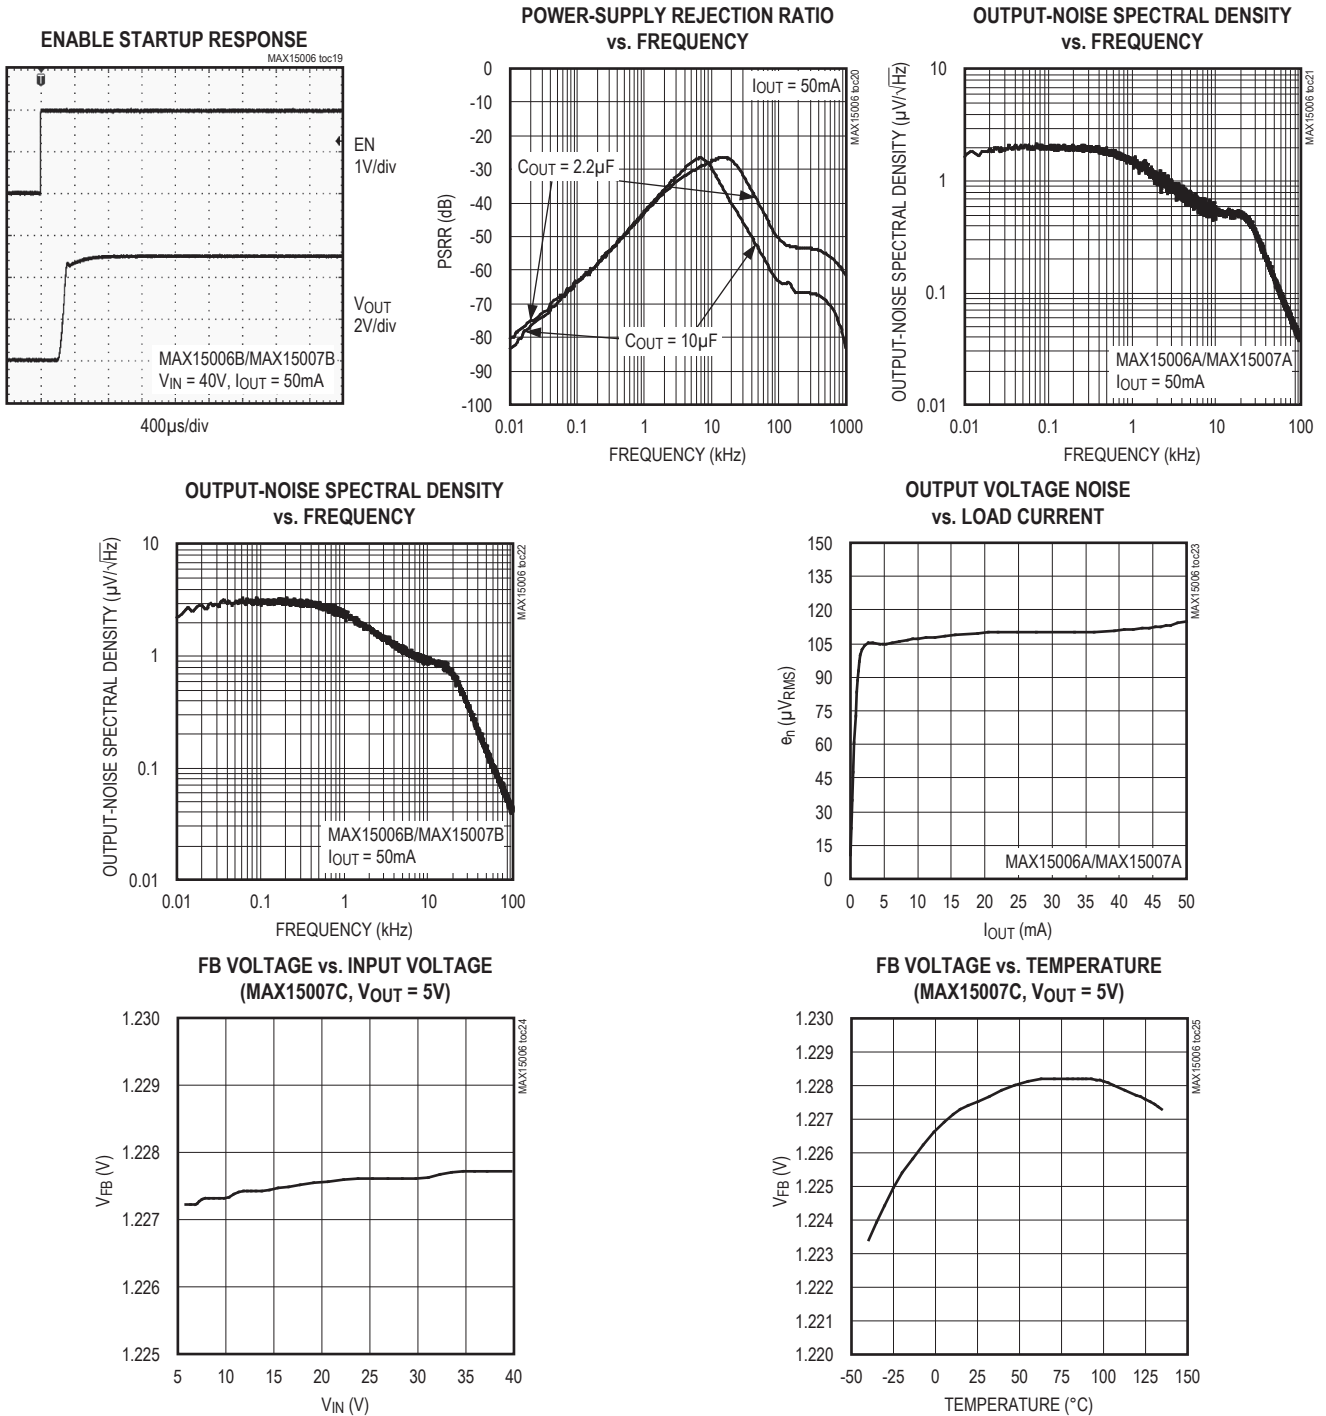 ENABLE STARTUP RESPONSE
MAX15006 toc19
EN
1V/div
VOUT
2V/div
MAX15006B/MAX15007B
VIN = 40V, IOUT = 50mA
400µs/div
POWER-SUPPLY REJECTION RATIO
vs. FREQUENCY
MAX15006 toc20
IOUT = 50mA
COUT = 2.2µF
COUT = 10µF
PSRR (dB)
0
-10
-20
-30
-40
-50
-60
-70
-80
-90
-100
0.01 0.1 1 10 100 1000
FREQUENCY (kHz)
OUTPUT-NOISE SPECTRAL DENSITY
vs. FREQUENCY
MAX15006 toc21
OUTPUT-NOISE SPECTRAL DENSITY (µV/√Hz)
10
1
0.1
0.01
MAX15006A/MAX15007A
IOUT = 50mA
0.01 0.1 1 10 100
FREQUENCY (kHz)
OUTPUT-NOISE SPECTRAL DENSITY
vs. FREQUENCY
MAX15006 toc22
OUTPUT-NOISE SPECTRAL DENSITY (µV/√Hz)
10
1
0.1
0.01
MAX15006B/MAX15007B
IOUT = 50mA
0.01 0.1 1 10 100
FREQUENCY (kHz)
OUTPUT VOLTAGE NOISE
vs. LOAD CURRENT
MAX15006 toc23
en (µVRMS)
150
135
120
105
90
75
60
45
30
15
0
MAX15006A/MAX15007A
0 5 10 15 20 25 30 35 40 45 50
IOUT (mA)
FB VOLTAGE vs. INPUT VOLTAGE
(MAX15007C, VOUT = 5V)
MAX15006 toc24
VFB (V)
1.230
1.229
1.228
1.227
1.226
1.225
5 10 15 20 25 30 35 40
VIN (V)
FB VOLTAGE vs. TEMPERATURE
(MAX15007C, VOUT = 5V)
MAX15006 toc25
VFB (V)
1.230
1.229
1.228
1.227
1.226
1.225
1.224
1.223
1.222
1.221
1.220
-50 -25 0 25 50 75 100 125 150
TEMPERATURE (°C)